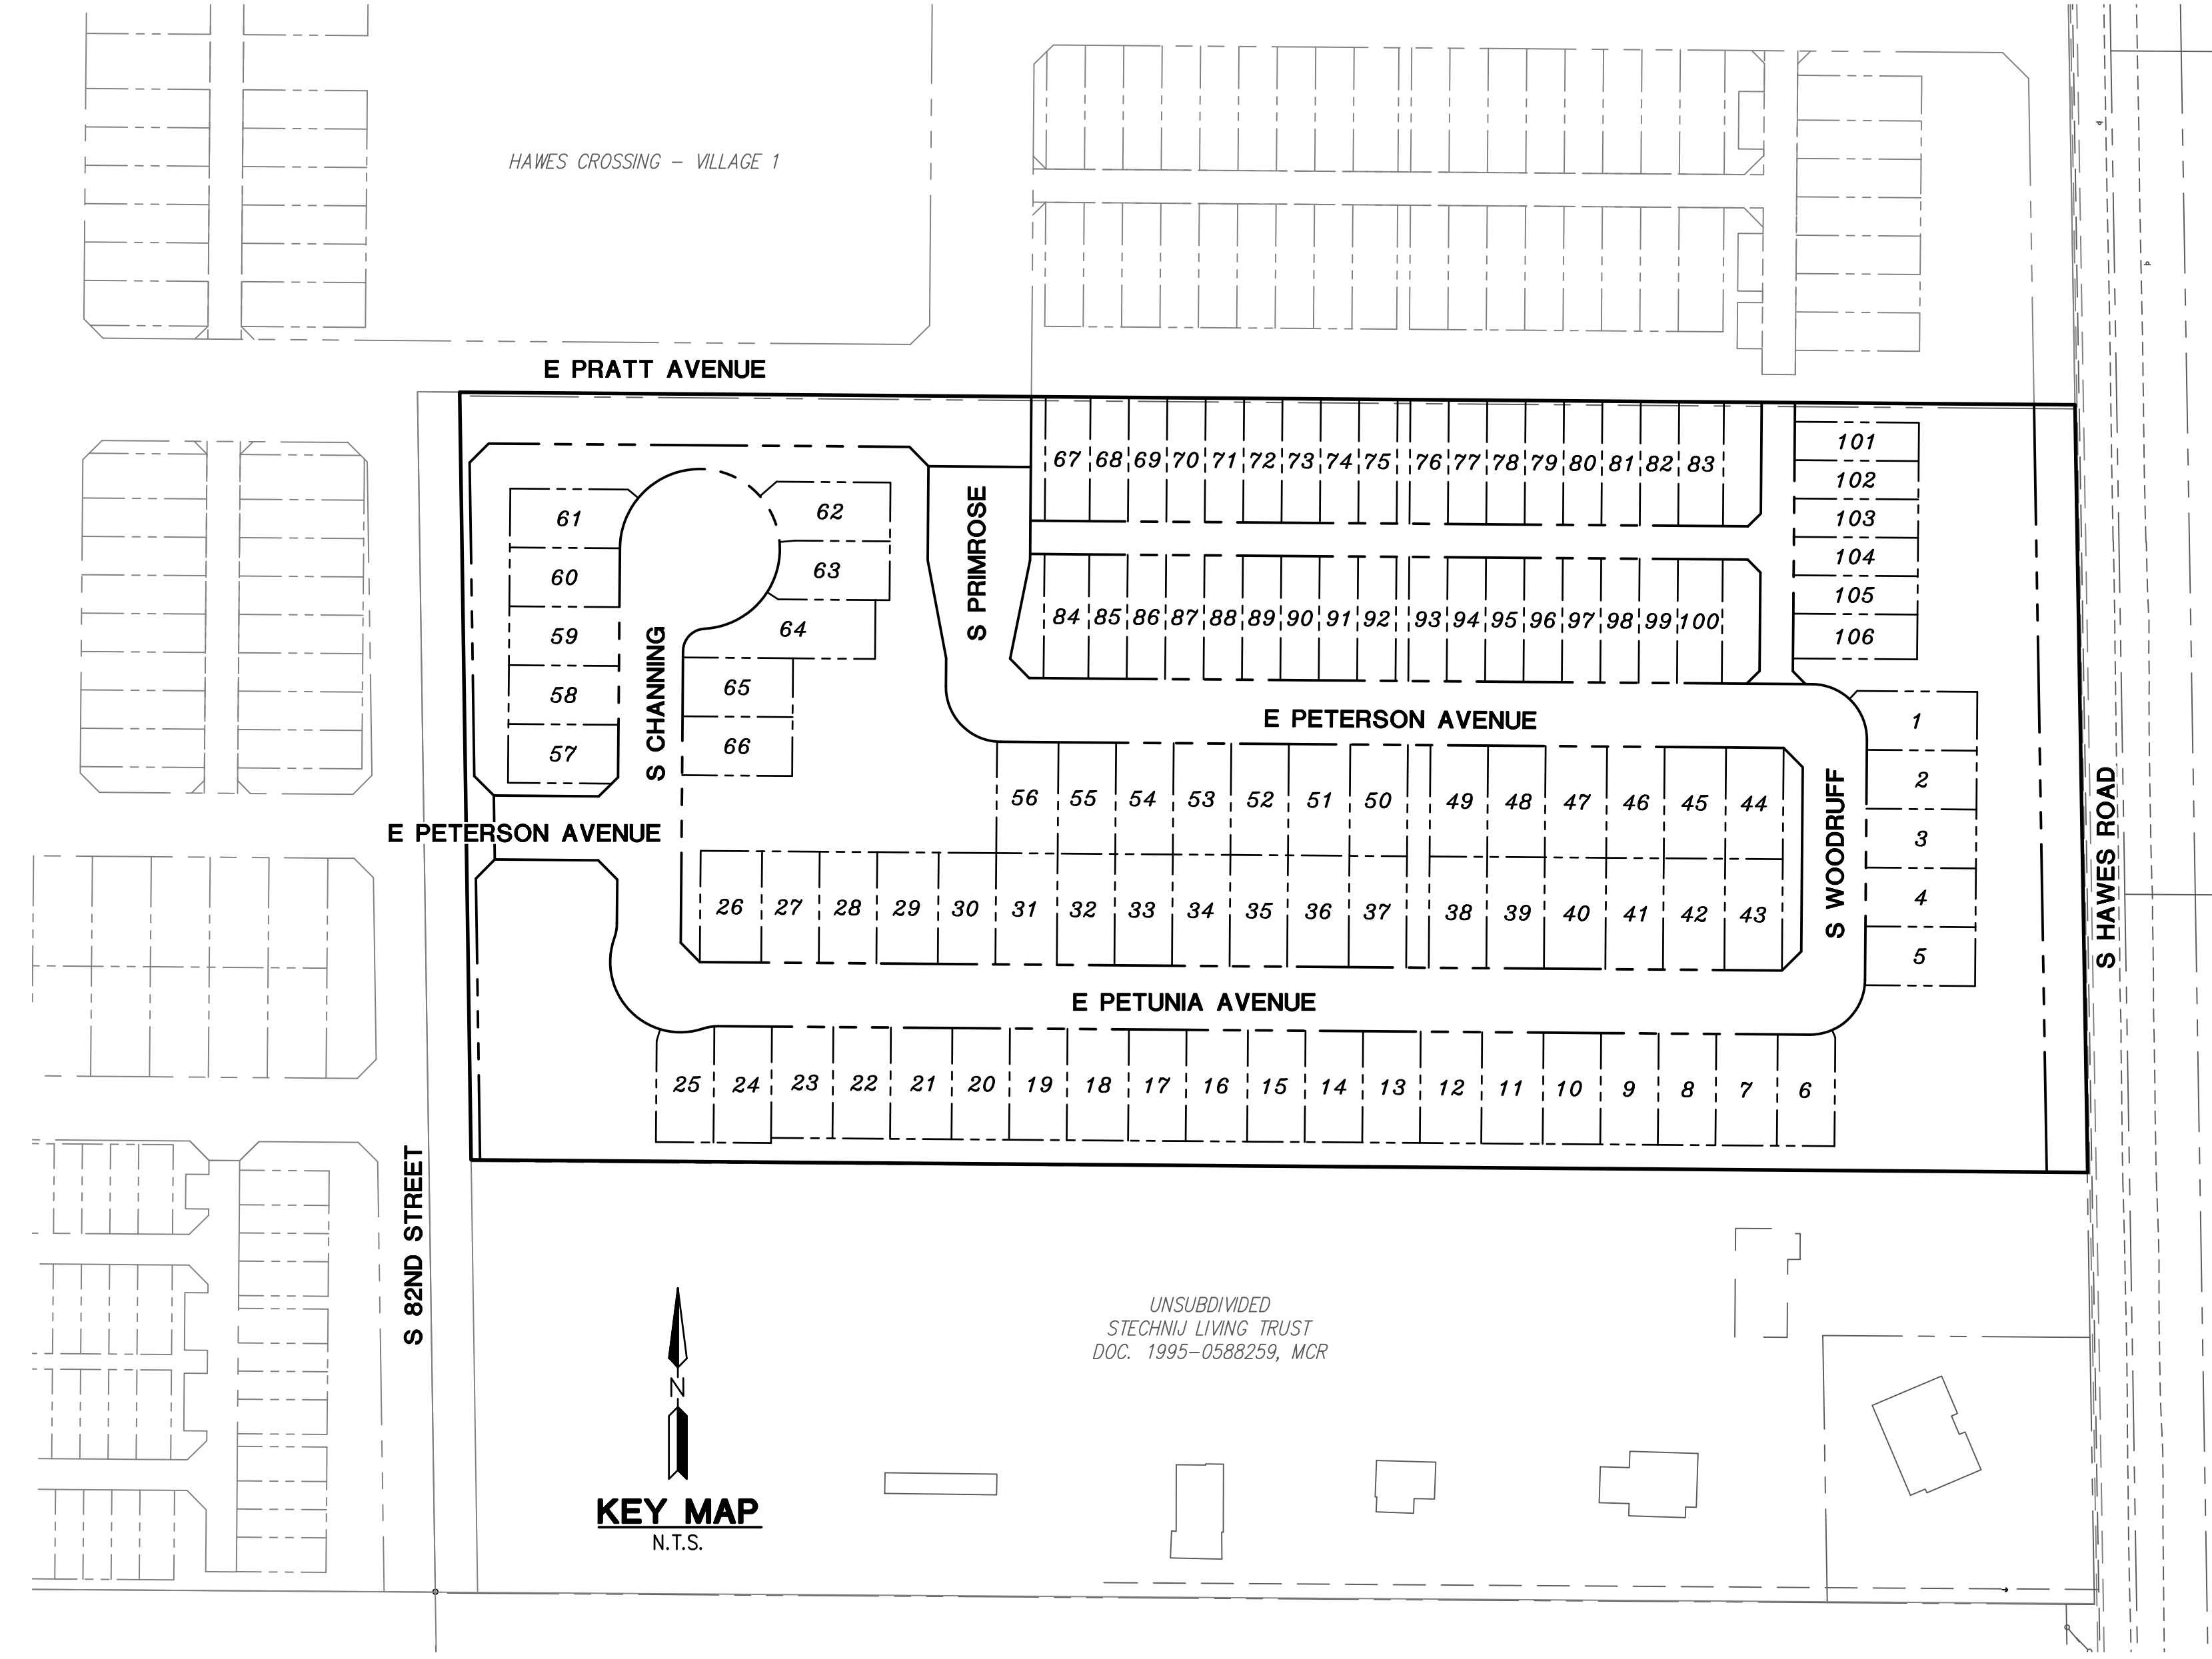 HAWES CROSSING – VILLAGE 1
E PRATT AVENUE
67 68 69 70 71 72 73 74 75 76 77 78 79 80 81 82 83
101
102
103
104
105
106
61
60
59
58
57
62
63
64
65
66
S CHANNING
S PRIMROSE
84 85 86 87 88 89 90 91 92 93 94 95 96 97 98 99 100
E PETERSON AVENUE
1
2
3
4
5
S WOODRUFF
S HAWES ROAD
56 55 54 53 52 51 50 49 48 47 46 45 44
E PETERSON AVENUE
26 27 28 29 30 31 32 33 34 35 36 37 38 39 40 41 42 43
E PETUNIA AVENUE
25 24 23 22 21 20 19 18 17 16 15 14 13 12 11 10 9 8 7 6
S 82ND STREET
UNSUBDIVIDED
STECHNIJ LIVING TRUST
DOC. 1995-0588259, MCR
N
KEY MAP
N.T.S.